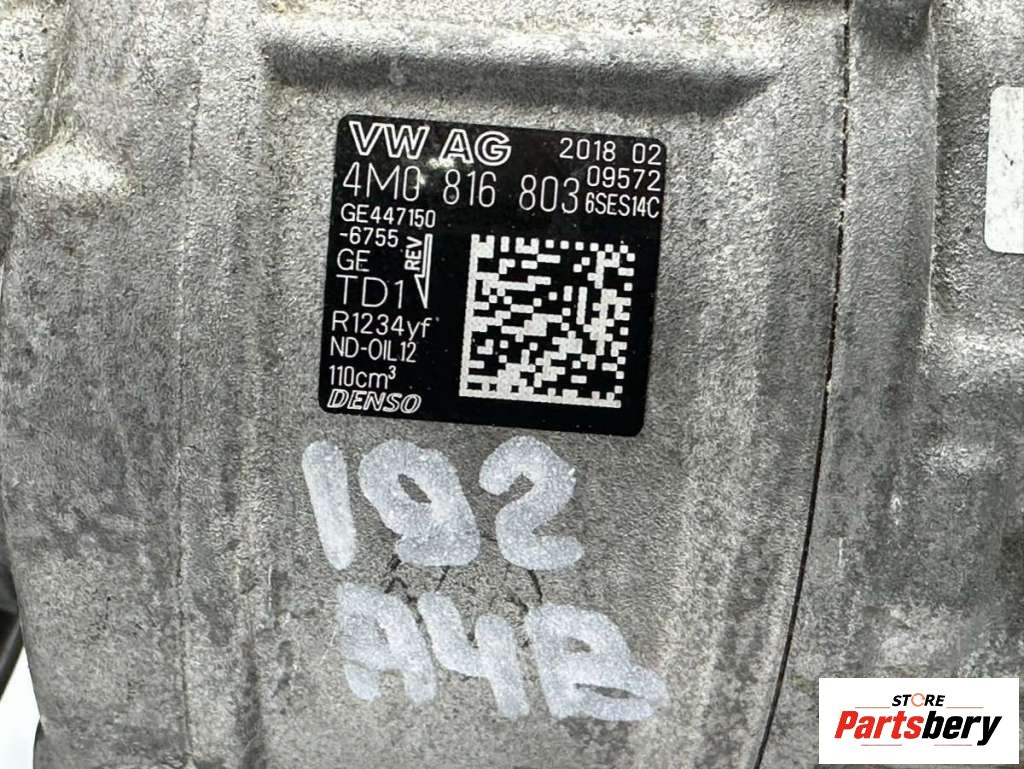 VW AG 2018 02
09572
4M0 816 803 6SES14C
GE447150
-6755
GE
REV
TD1
R1234yf
ND-OIL12
110cm³
DENSO
192
A4B
STORE
Partsbery